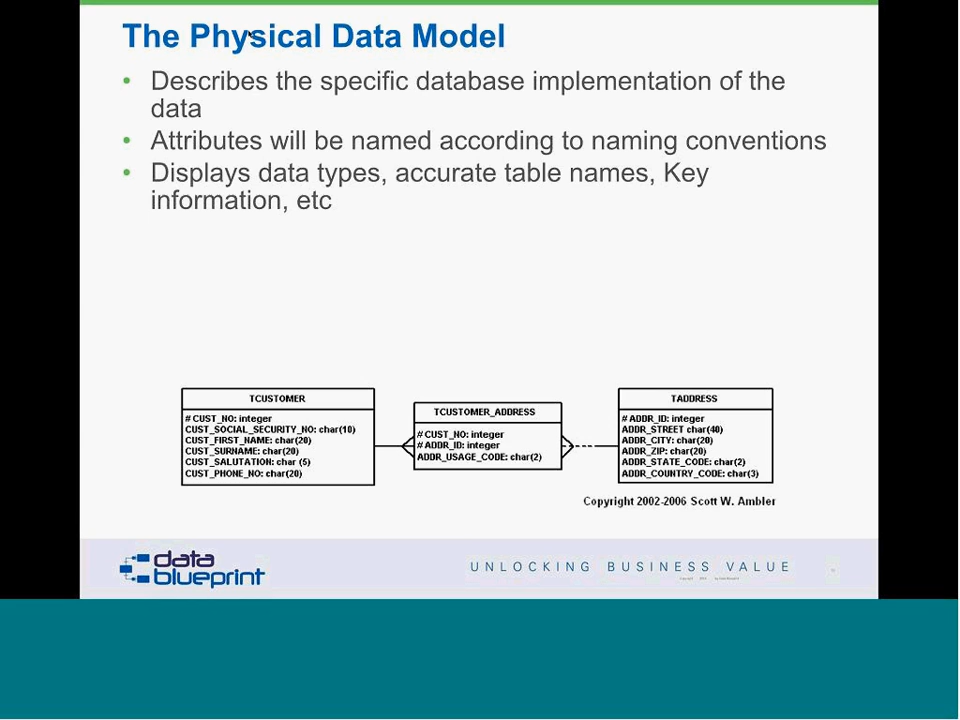 The Physical Data Model
• Describes the specific database implementation of the
data
• Attributes will be named according to naming conventions
• Displays data types, accurate table names, Key
information, etc
TCUSTOMER
# CUST_NO: integer
CUST_SOCIAL_SECURITY_NO: char(10)
CUST_FIRST_NAME: char(20)
CUST_SURNAME: char(20)
CUST_SALUTATION: char (5)
CUST_PHONE_NO: char(20)
TCUSTOMER_ADDRESS
# CUST_NO: integer
# ADDR_ID: integer
ADDR_USAGE_CODE: char(2)
TADDRESS
# ADDR_ID: integer
ADDR_STREET char(40)
ADDR_CITY: char(20)
ADDR_ZIP: char(20)
ADDR_STATE_CODE: char(2)
ADDR_COUNTRY_CODE: char(3)
Copyright 2002-2006 Scott W. Ambler
data
blueprint
UNLOCKING BUSINESS VALUE